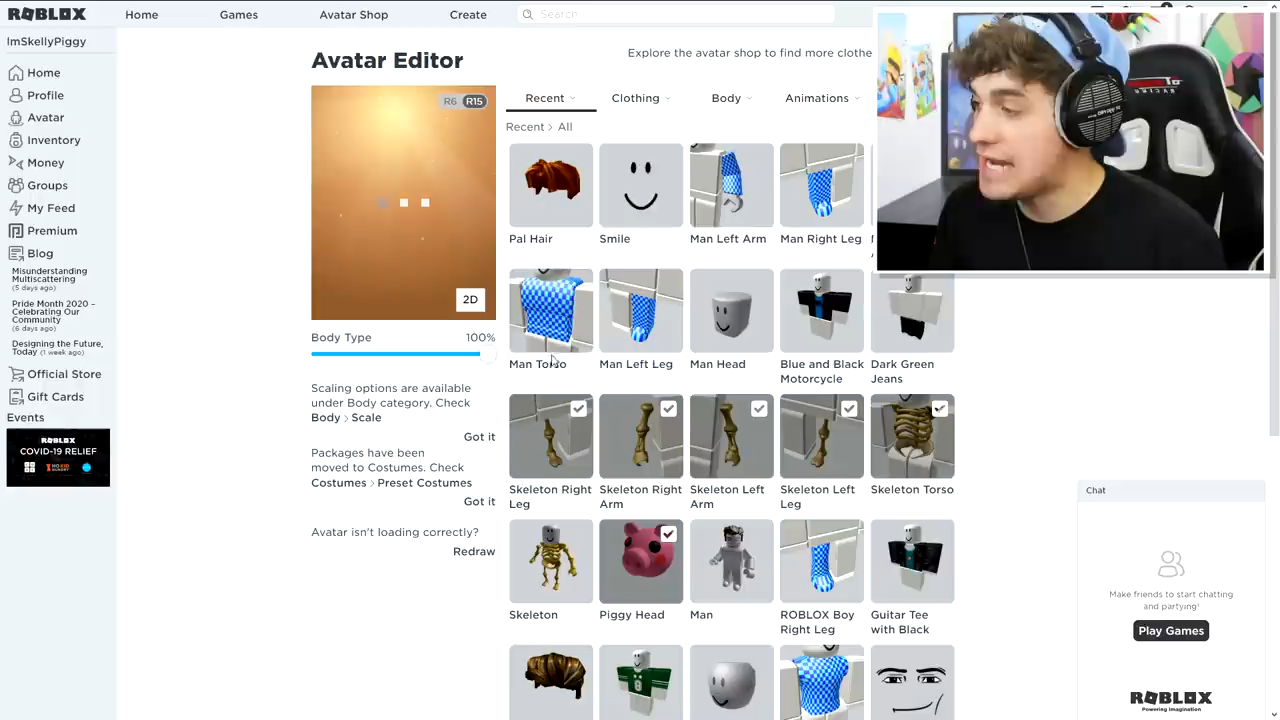 ROBLOX
Home
Games
Avatar Shop
Create
Search
ImSkellyPiggy
Home
Profile
Avatar
Inventory
Money
Groups
My Feed
Premium
Blog
Misunderstanding
Multiscattering
(5 days ago)
Pride Month 2020 –
Celebrating Our
Community
(6 days ago)
Designing the Future,
Today (1 week ago)
Official Store
Gift Cards
Events
ROBLOX
COVID-19 RELIEF
NO KID
HUNGRY
Avatar Editor
Explore the avatar shop to find more clothe
R6 R15
2D
Body Type 100%
Scaling options are available
under Body category. Check
Body > Scale
Got it
Packages have been
moved to Costumes. Check
Costumes > Preset Costumes
Got it
Avatar isn't loading correctly?
Redraw
Recent
Clothing
Body
Animations
Recent > All
Pal Hair
Smile
Man Left Arm
Man Right Leg
Man Torso
Man Left Leg
Man Head
Blue and Black
Motorcycle
Dark Green
Jeans
Skeleton Right
Leg
Skeleton Right
Arm
Skeleton Left
Arm
Skeleton Left
Leg
Skeleton Torso
Skeleton
Piggy Head
Man
ROBLOX Boy
Right Leg
Guitar Tee
with Black
Chat
Make friends to start chatting
and partying!
Play Games
ROBLOX
Powering Imagination